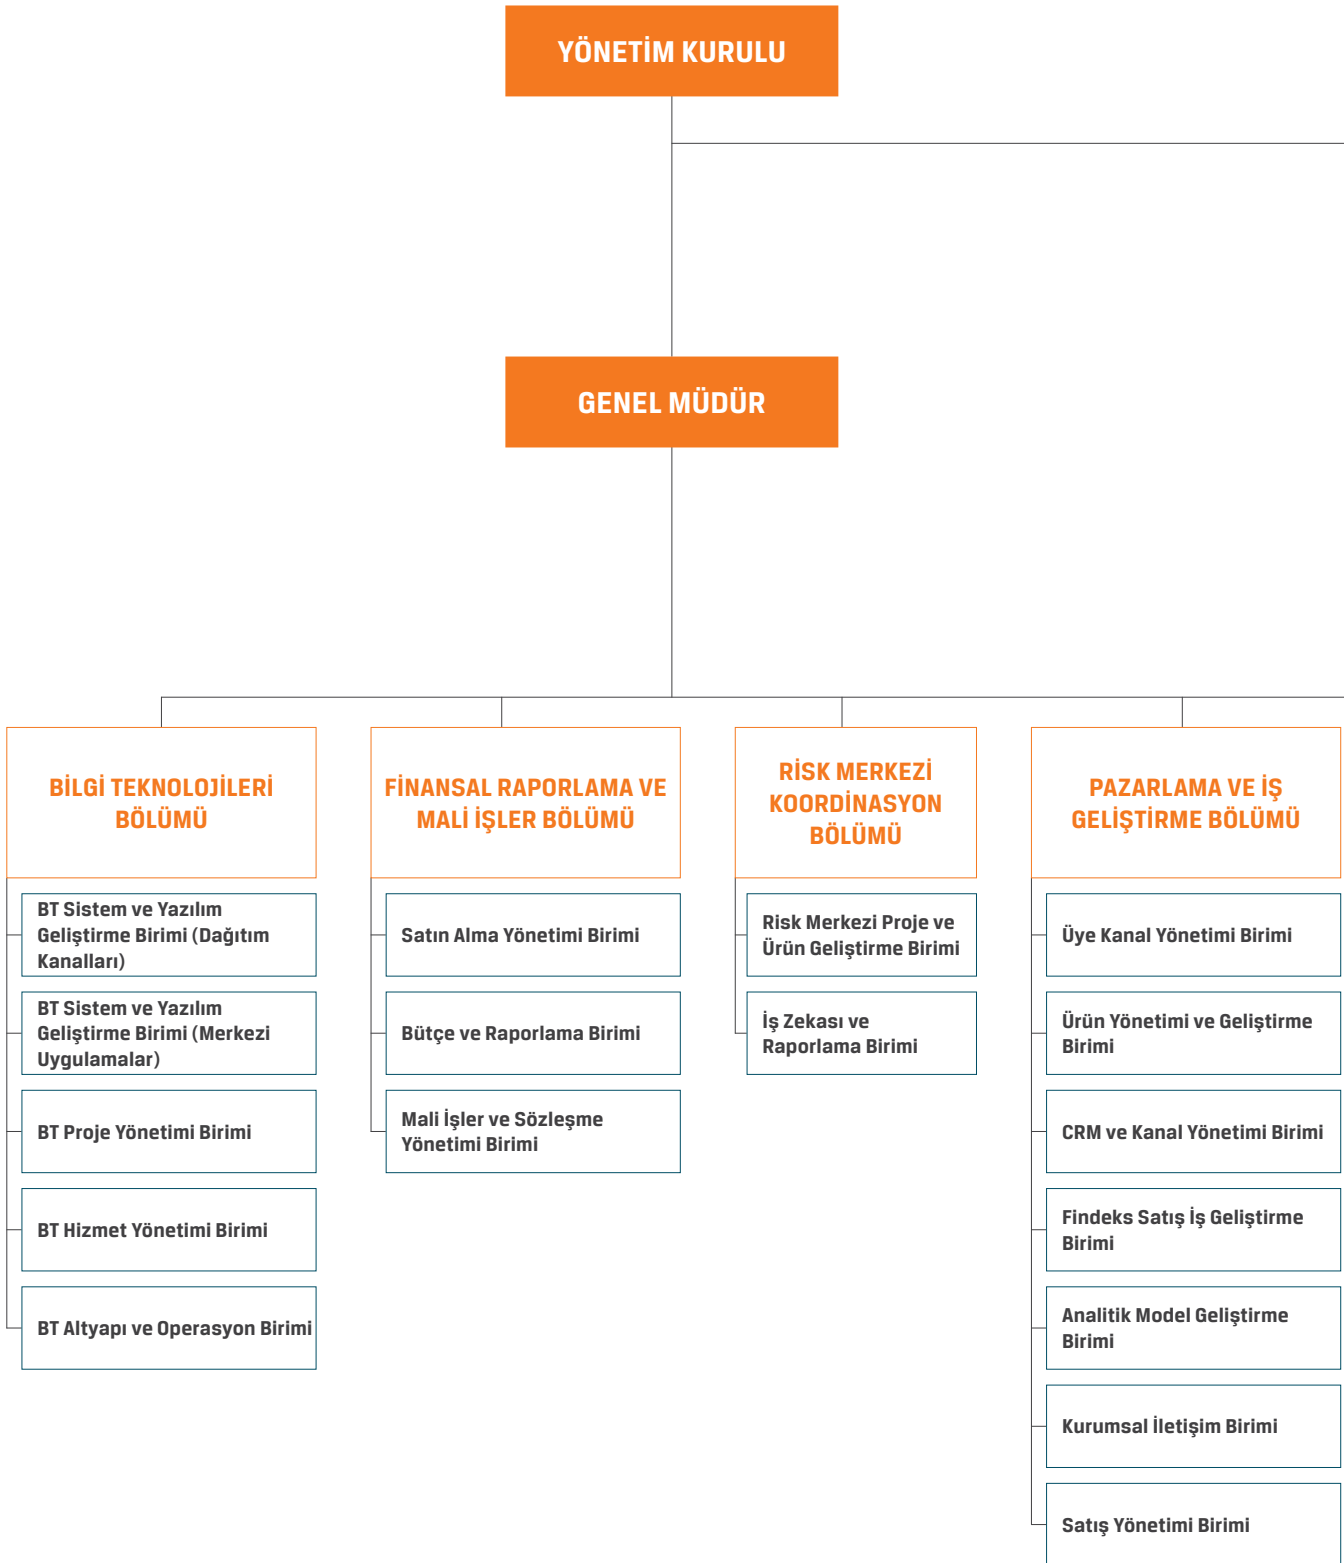 YÖNETİM KURULU
GENEL MÜDÜR
BİLGİ TEKNOLOJİLERİ
BÖLÜMÜ
BT Sistem ve Yazılım
Geliştirme Birimi (Dağıtım
Kanalları)
BT Sistem ve Yazılım
Geliştirme Birimi (Merkezi
Uygulamalar)
BT Proje Yönetimi Birimi
BT Hizmet Yönetimi Birimi
BT Altyapı ve Operasyon Birimi
FİNANSAL RAPORLAMA VE
MALİ İŞLER BÖLÜMÜ
Satın Alma Yönetimi Birimi
Bütçe ve Raporlama Birimi
Mali İşler ve Sözleşme
Yönetimi Birimi
RİSK MERKEZİ
KOORDİNASYON
BÖLÜMÜ
Risk Merkezi Proje ve
Ürün Geliştirme Birimi
İş Zekası ve
Raporlama Birimi
PAZARLAMA VE İŞ
GELİŞTİRME BÖLÜMÜ
Üye Kanal Yönetimi Birimi
Ürün Yönetimi ve Geliştirme
Birimi
CRM ve Kanal Yönetimi Birimi
Findeks Satış İş Geliştirme
Birimi
Analitik Model Geliştirme
Birimi
Kurumsal İletişim Birimi
Satış Yönetimi Birimi